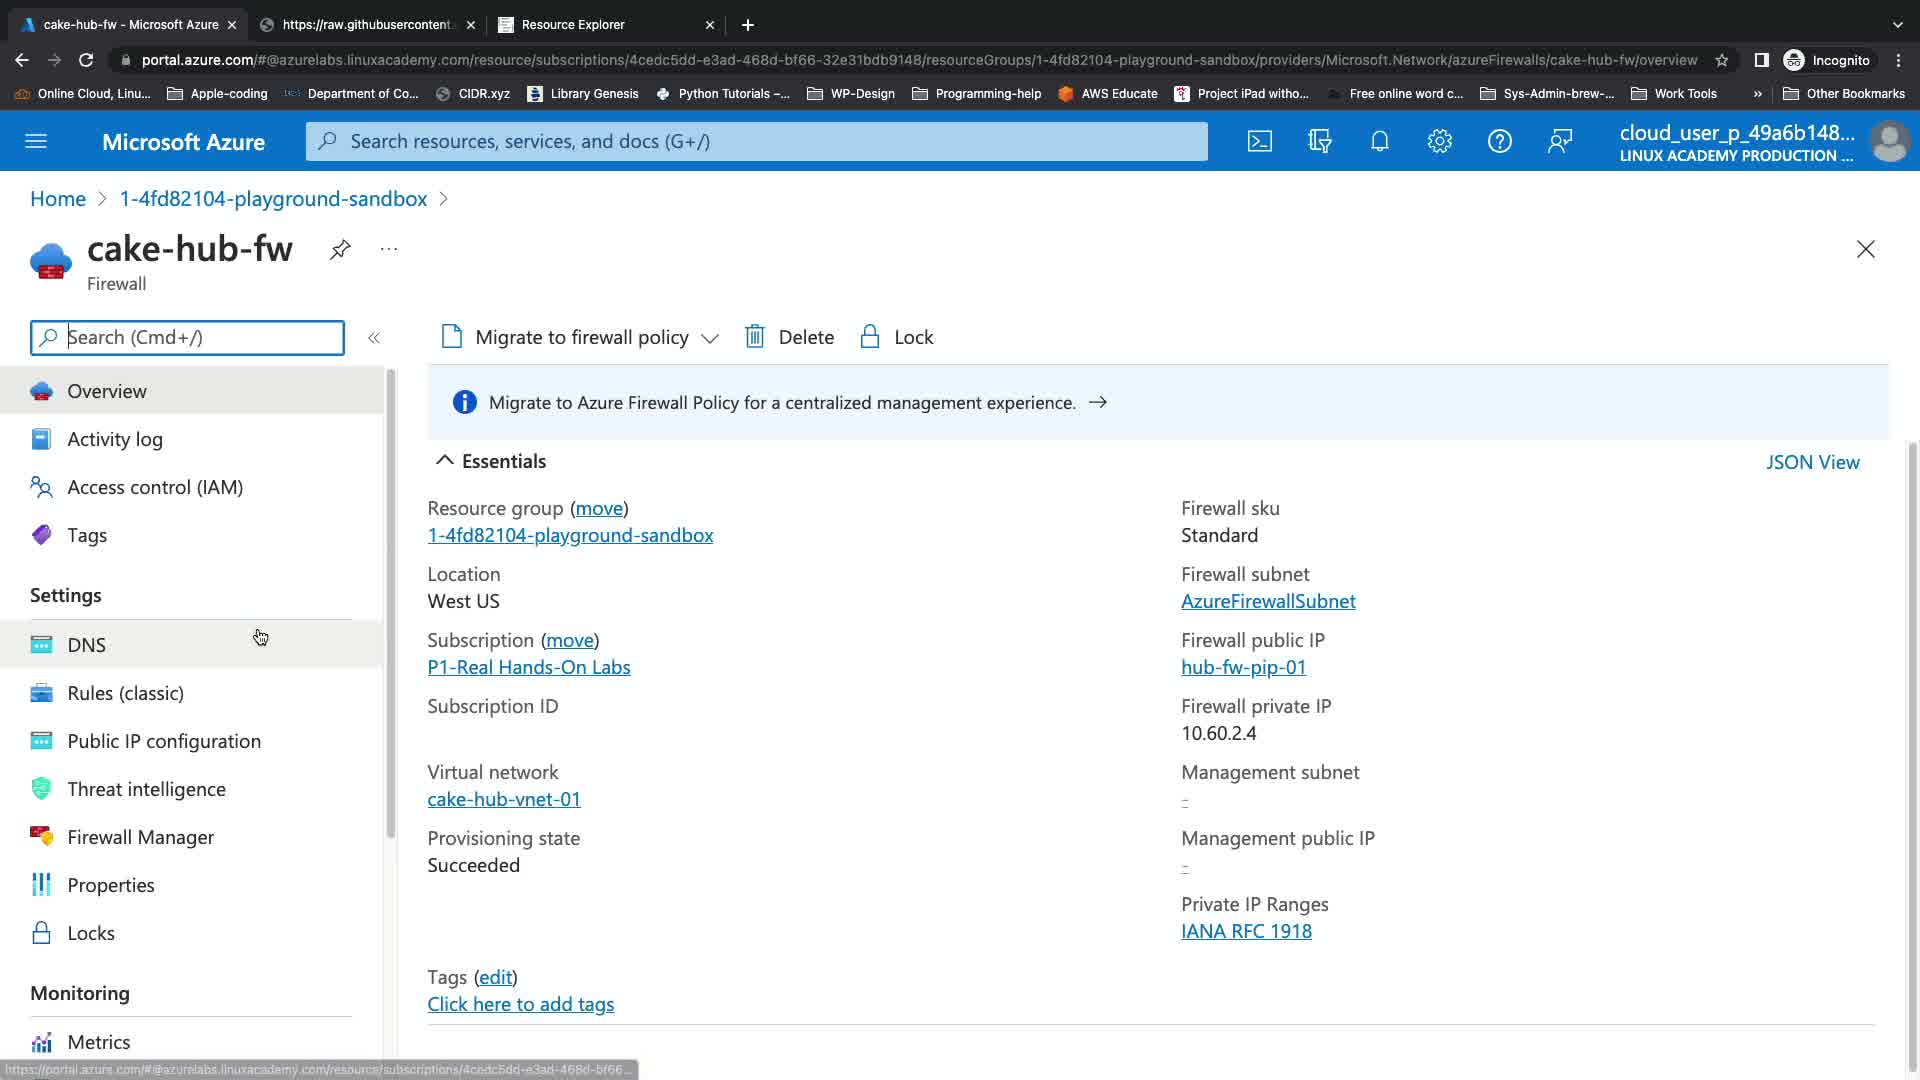 cake-hub-fw - Microsoft Azure
https://raw.githubusercontent.
Resource Explorer
portal.azure.com/#@azurelabs.linuxacademy.com/resource/subscriptions/4cedc5dd-e3ad-468d-bf66-32e31bdb9148/resourceGroups/1-4fd82104-playground-sandbox/providers/Microsoft.Network/azureFirewalls/cake-hub-fw/overview
Incognito
Online Cloud, Linu...
Apple-coding
Department of Co...
CIDR.xyz
Library Genesis
Python Tutorials –...
WP-Design
Programming-help
AWS Educate
Project iPad witho...
Free online word c...
Sys-Admin-brew-...
Work Tools
»
Other Bookmarks
Microsoft Azure
Search resources, services, and docs (G+/)
cloud_user_p_49a6b148...
LINUX ACADEMY PRODUCTION ...
Home > 1-4fd82104-playground-sandbox >
cake-hub-fw
...
Firewall
Search (Cmd+/)
«
Migrate to firewall policy
Delete
Lock
Overview
Activity log
Access control (IAM)
Tags
Settings
DNS
Rules (classic)
Public IP configuration
Threat intelligence
Firewall Manager
Properties
Locks
Monitoring
Metrics
Migrate to Azure Firewall Policy for a centralized management experience. →
Essentials
JSON View
Resource group (move)
1-4fd82104-playground-sandbox
Location
West US
Subscription (move)
P1-Real Hands-On Labs
Subscription ID
Virtual network
cake-hub-vnet-01
Provisioning state
Succeeded
Firewall sku
Standard
Firewall subnet
AzureFirewallSubnet
Firewall public IP
hub-fw-pip-01
Firewall private IP
10.60.2.4
Management subnet
-
Management public IP
-
Private IP Ranges
IANA RFC 1918
Tags (edit)
Click here to add tags
https://portal.azure.com/#@azurelabs.linuxacademy.com/resource/subscriptions/4cedc5dd-e3ad-468d-bf66...